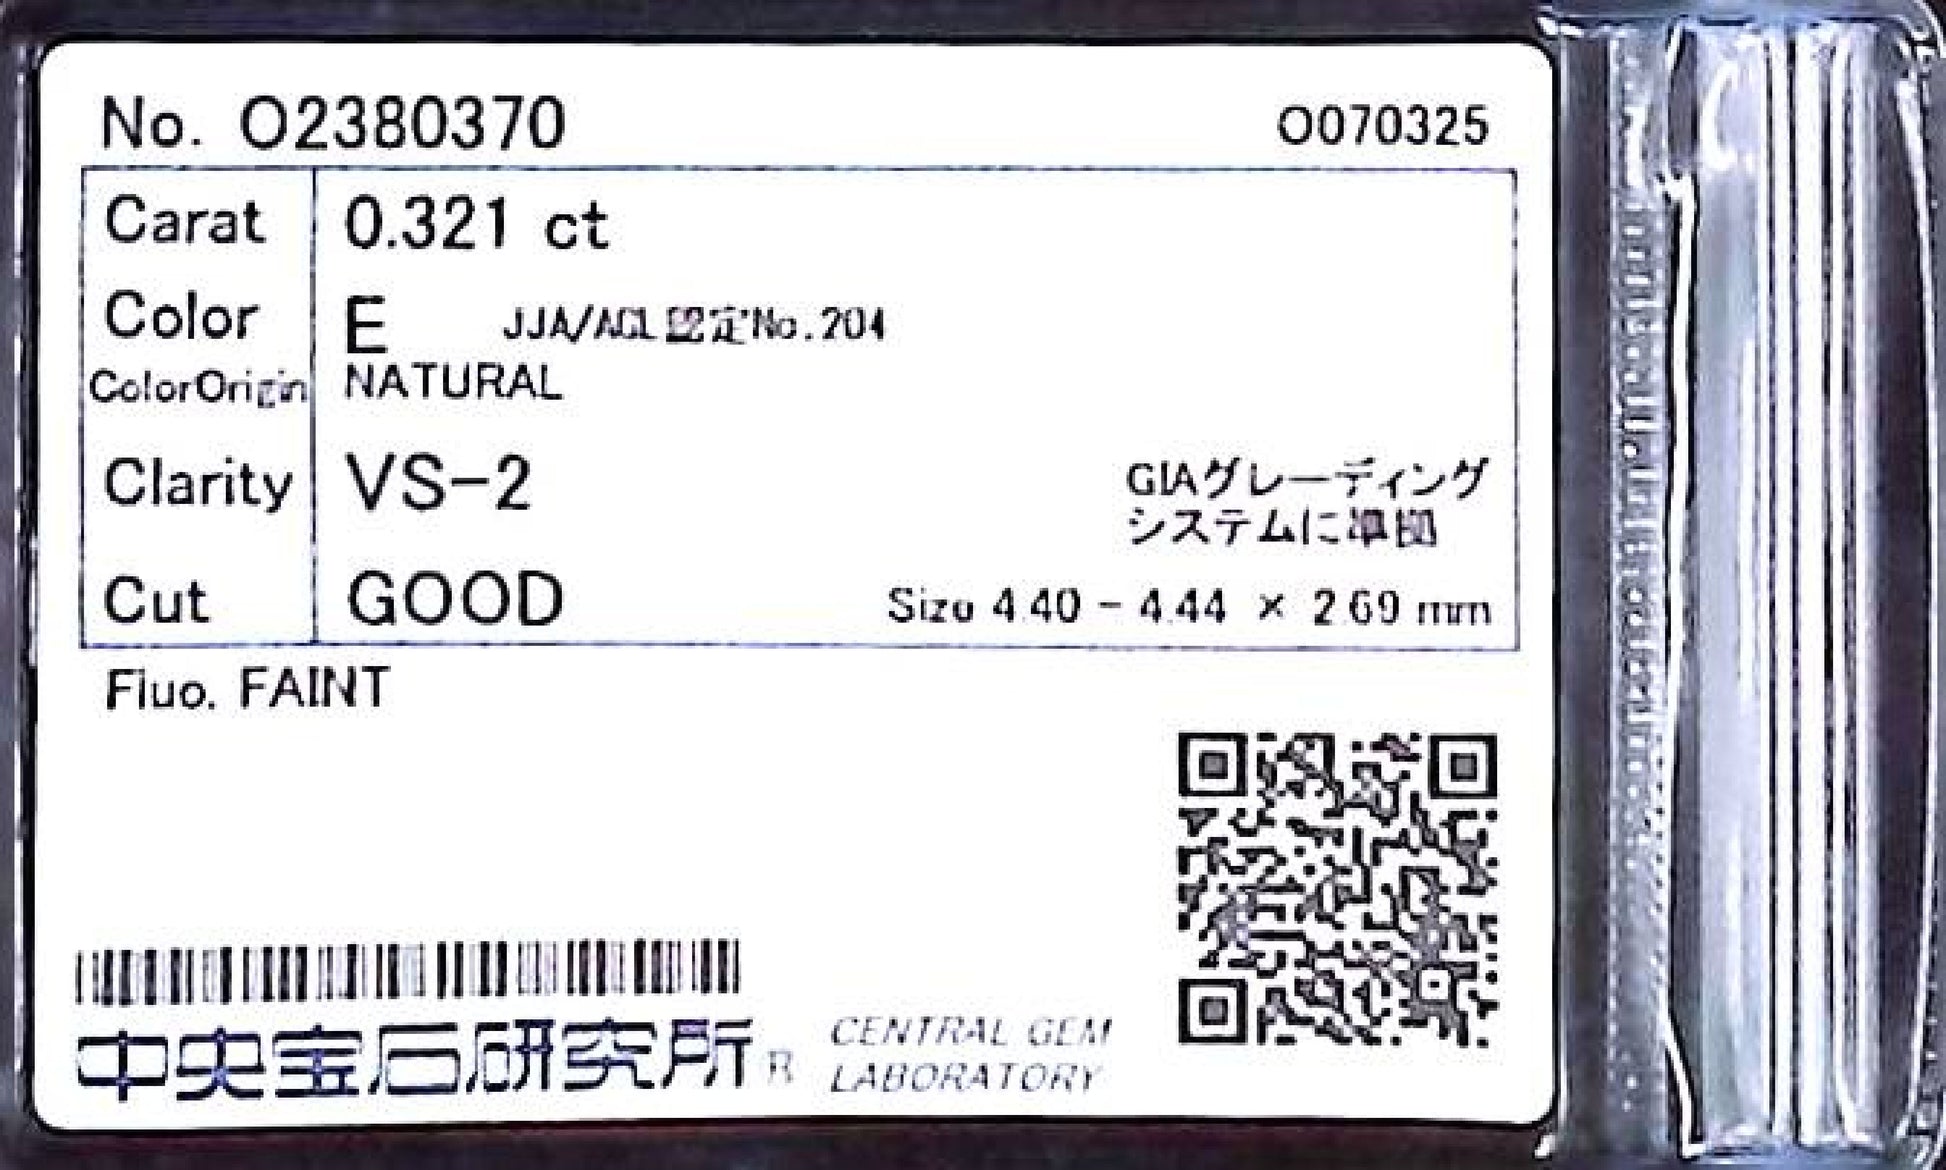 No. O2380370 O070325
Carat 0.321 ct
Color E JJA/AGL認定No.204
ColorOrigin NATURAL
Clarity VS-2 GIAグレーディング
システムに準拠
Cut GOOD Size 4.40 - 4.44 × 2.69 mm
Fluo. FAINT
中央宝石研究所 R CENTRAL GEM
LABORATORY